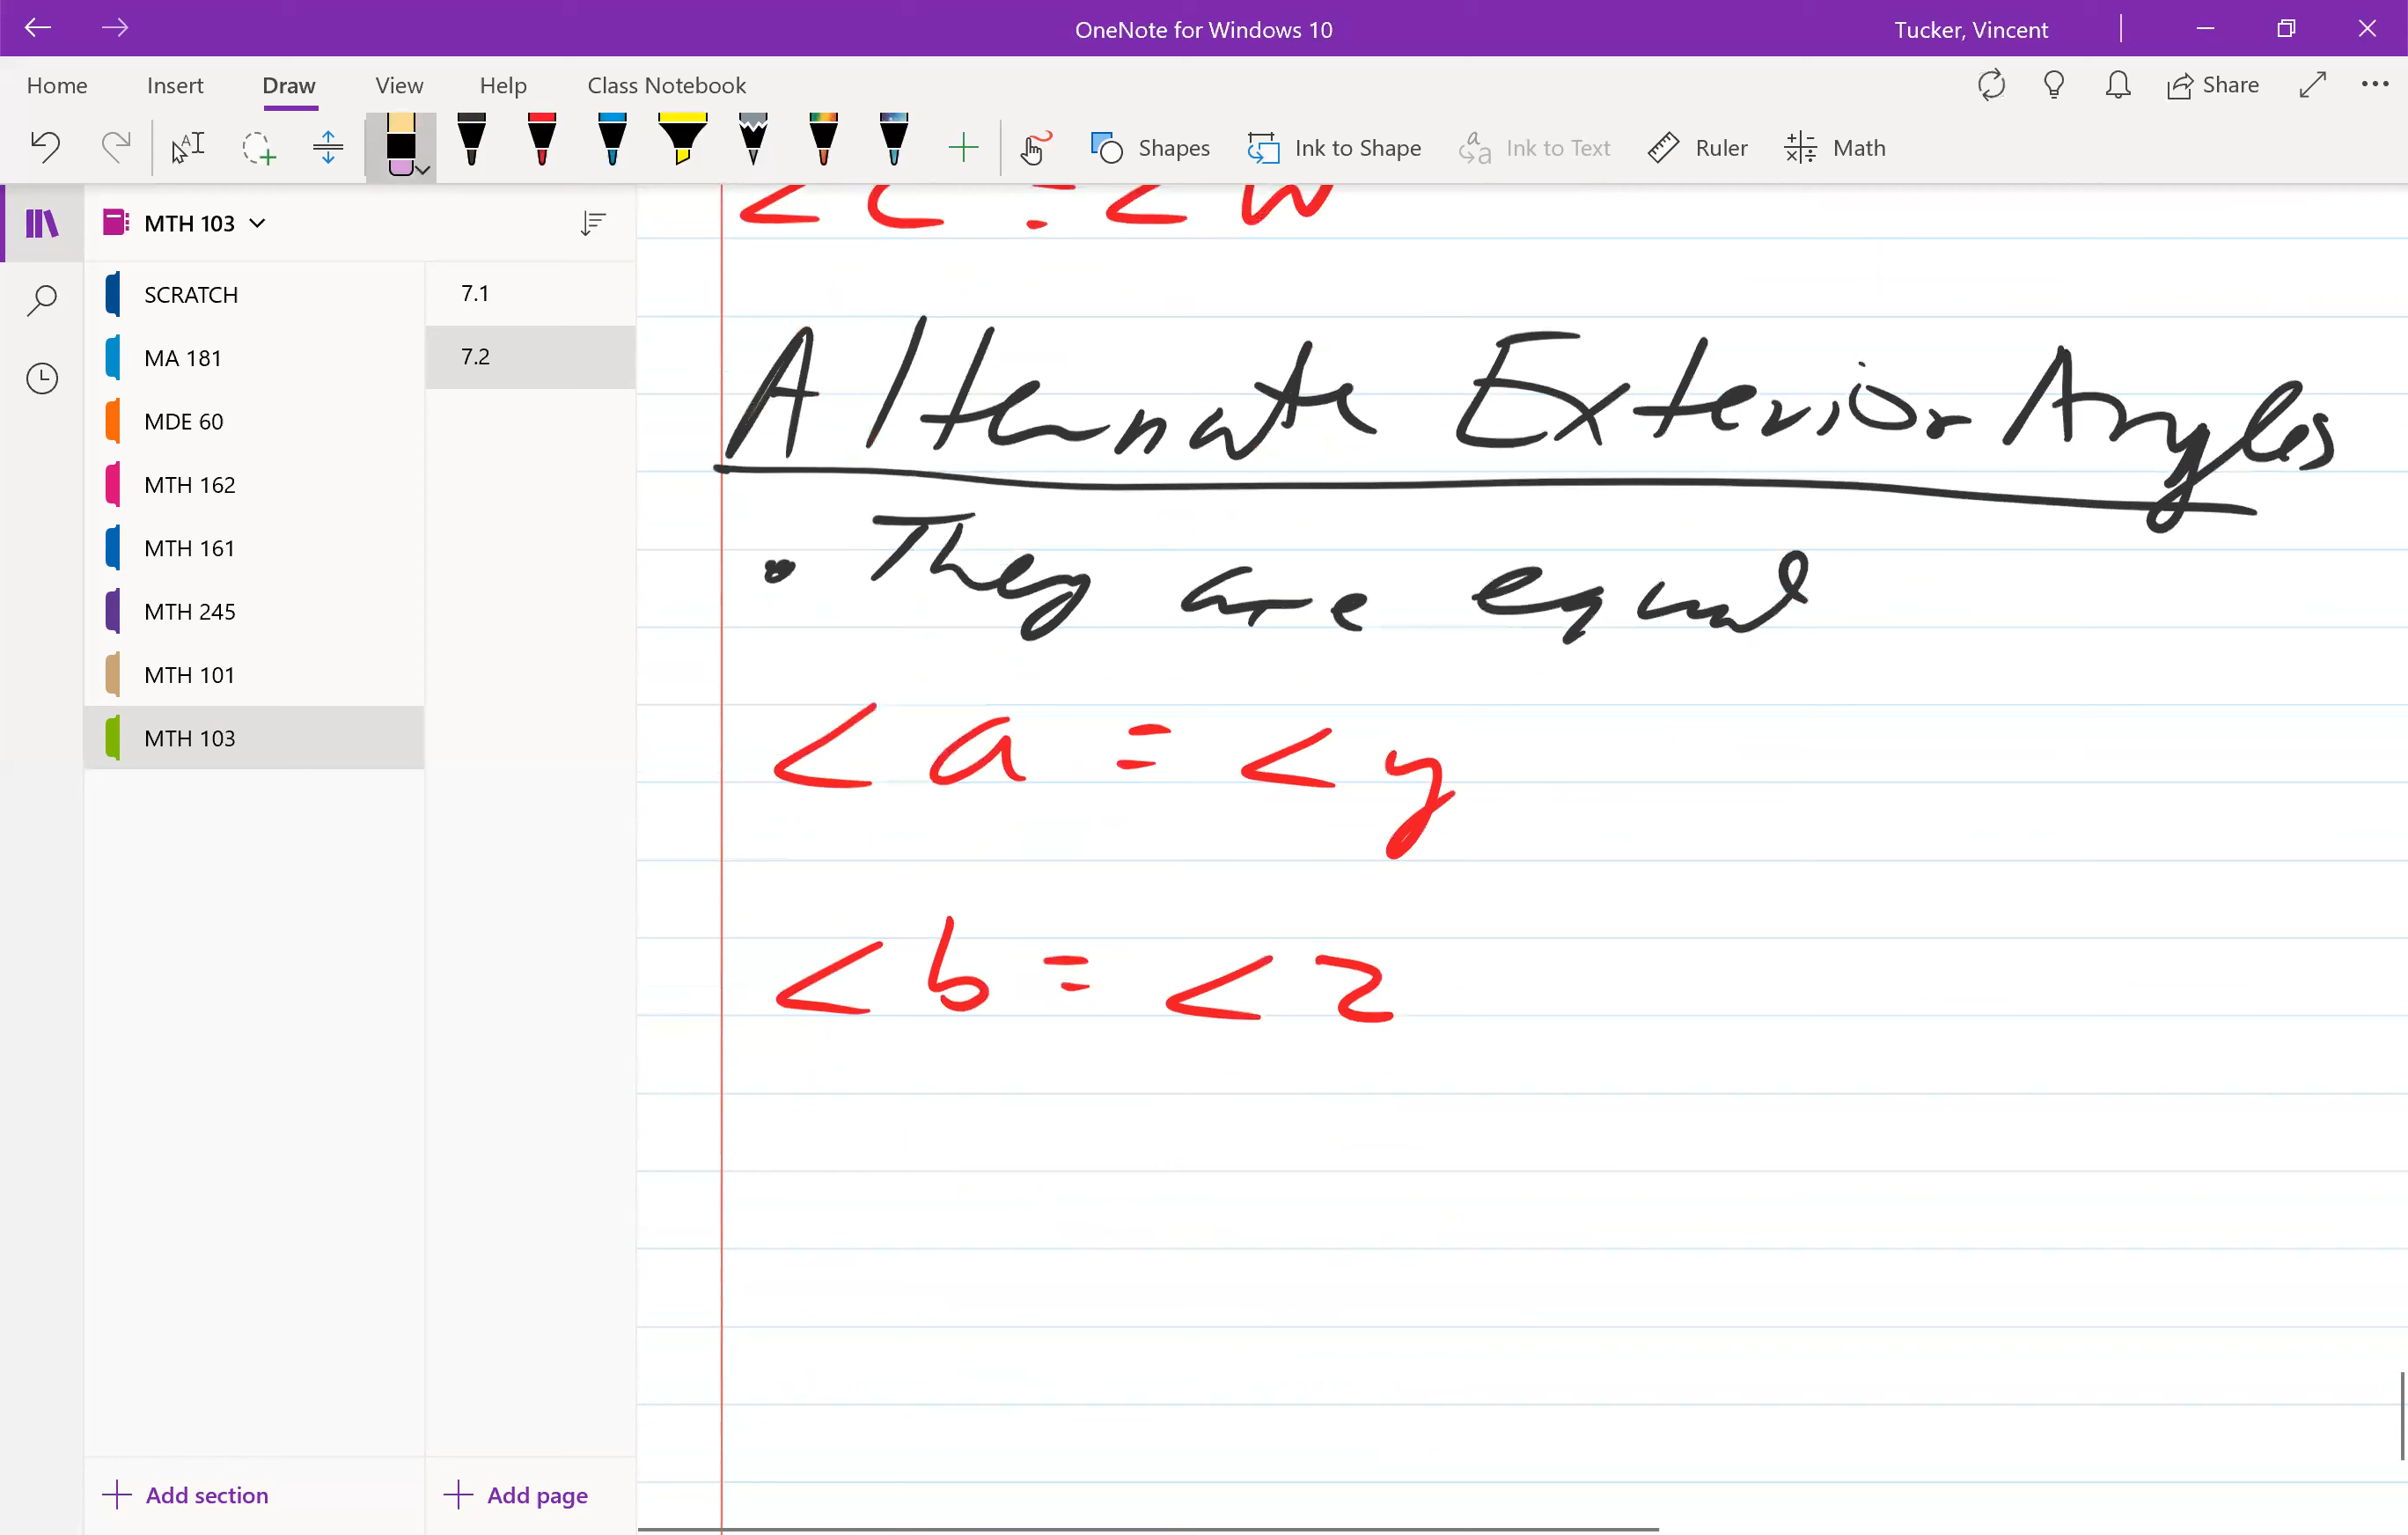 OneNote for Windows 10
Tucker, Vincent
Home Insert Draw View Help Class Notebook
Share
Shapes Ink to Shape Ink to Text Ruler Math
MTH 103
SCRATCH
MA 181
MDE 60
MTH 162
MTH 161
MTH 245
MTH 101
MTH 103
Add section
7.1
7.2
Add page
< c = < w
Alternate Exterior Angles
• They are equal
< a = < y
< b = < z